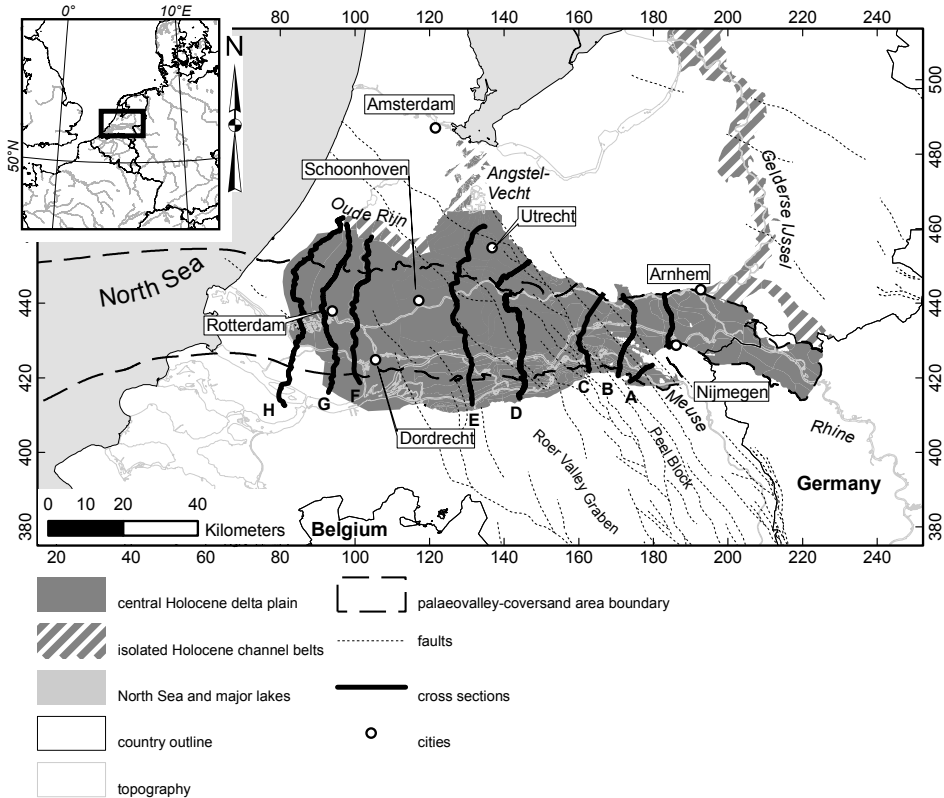 0° 10°E
50°N
N
80 100 120 140 160 180 200 220 240
500
480
460
440
420
400
380
440
420
400
380
Amsterdam
Schoonhoven
Angstel-
Vecht
Oude Rijn
Utrecht
Gelderse IJssel
Arnhem
North Sea
Rotterdam
H
G
F
E
D
C
B
A
Nijmegen
Meuse
Dordrecht
Rhine
Roer Valley Graben
Peel Block
Germany
Belgium
0 10 20 40
Kilometers
20 40 60 80 100 120 140 160 180 200 220 240
central Holocene delta plain
palaeovalley-coversand area boundary
isolated Holocene channel belts
faults
North Sea and major lakes
cross sections
country outline
cities
topography